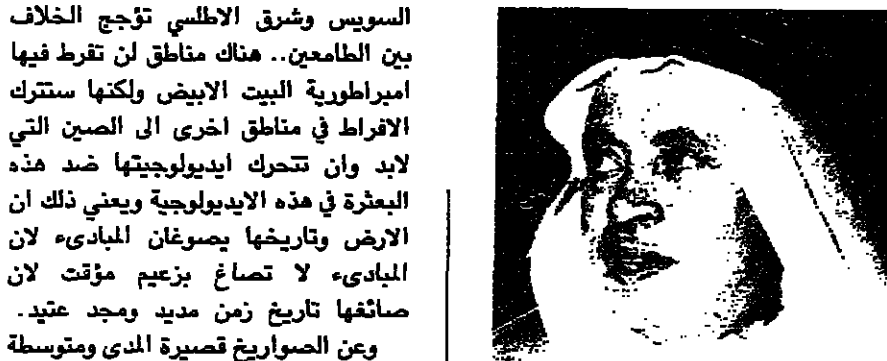 السويس وشرق الاطلسي تؤجج الخلاف
بين الطامعين.. هناك مناطق لن تفرط فيها
امبراطورية البيت الابيض ولكنها ستترك
الافراط في مناطق اخرى الى الصين التي
لابد وان تتحرك ايديولوجيتها ضد هذه
البعثرة في هذه الايديولوجية ويعني ذلك ان
الارض وتاريخها يصوغان المبادىء لان
المبادىء لا تصاغ بزعيم مؤقت لان
صائغها تاريخ زمن مديد ومجد عتيد.
وعن الصواريخ قصيرة المدى ومتوسطة